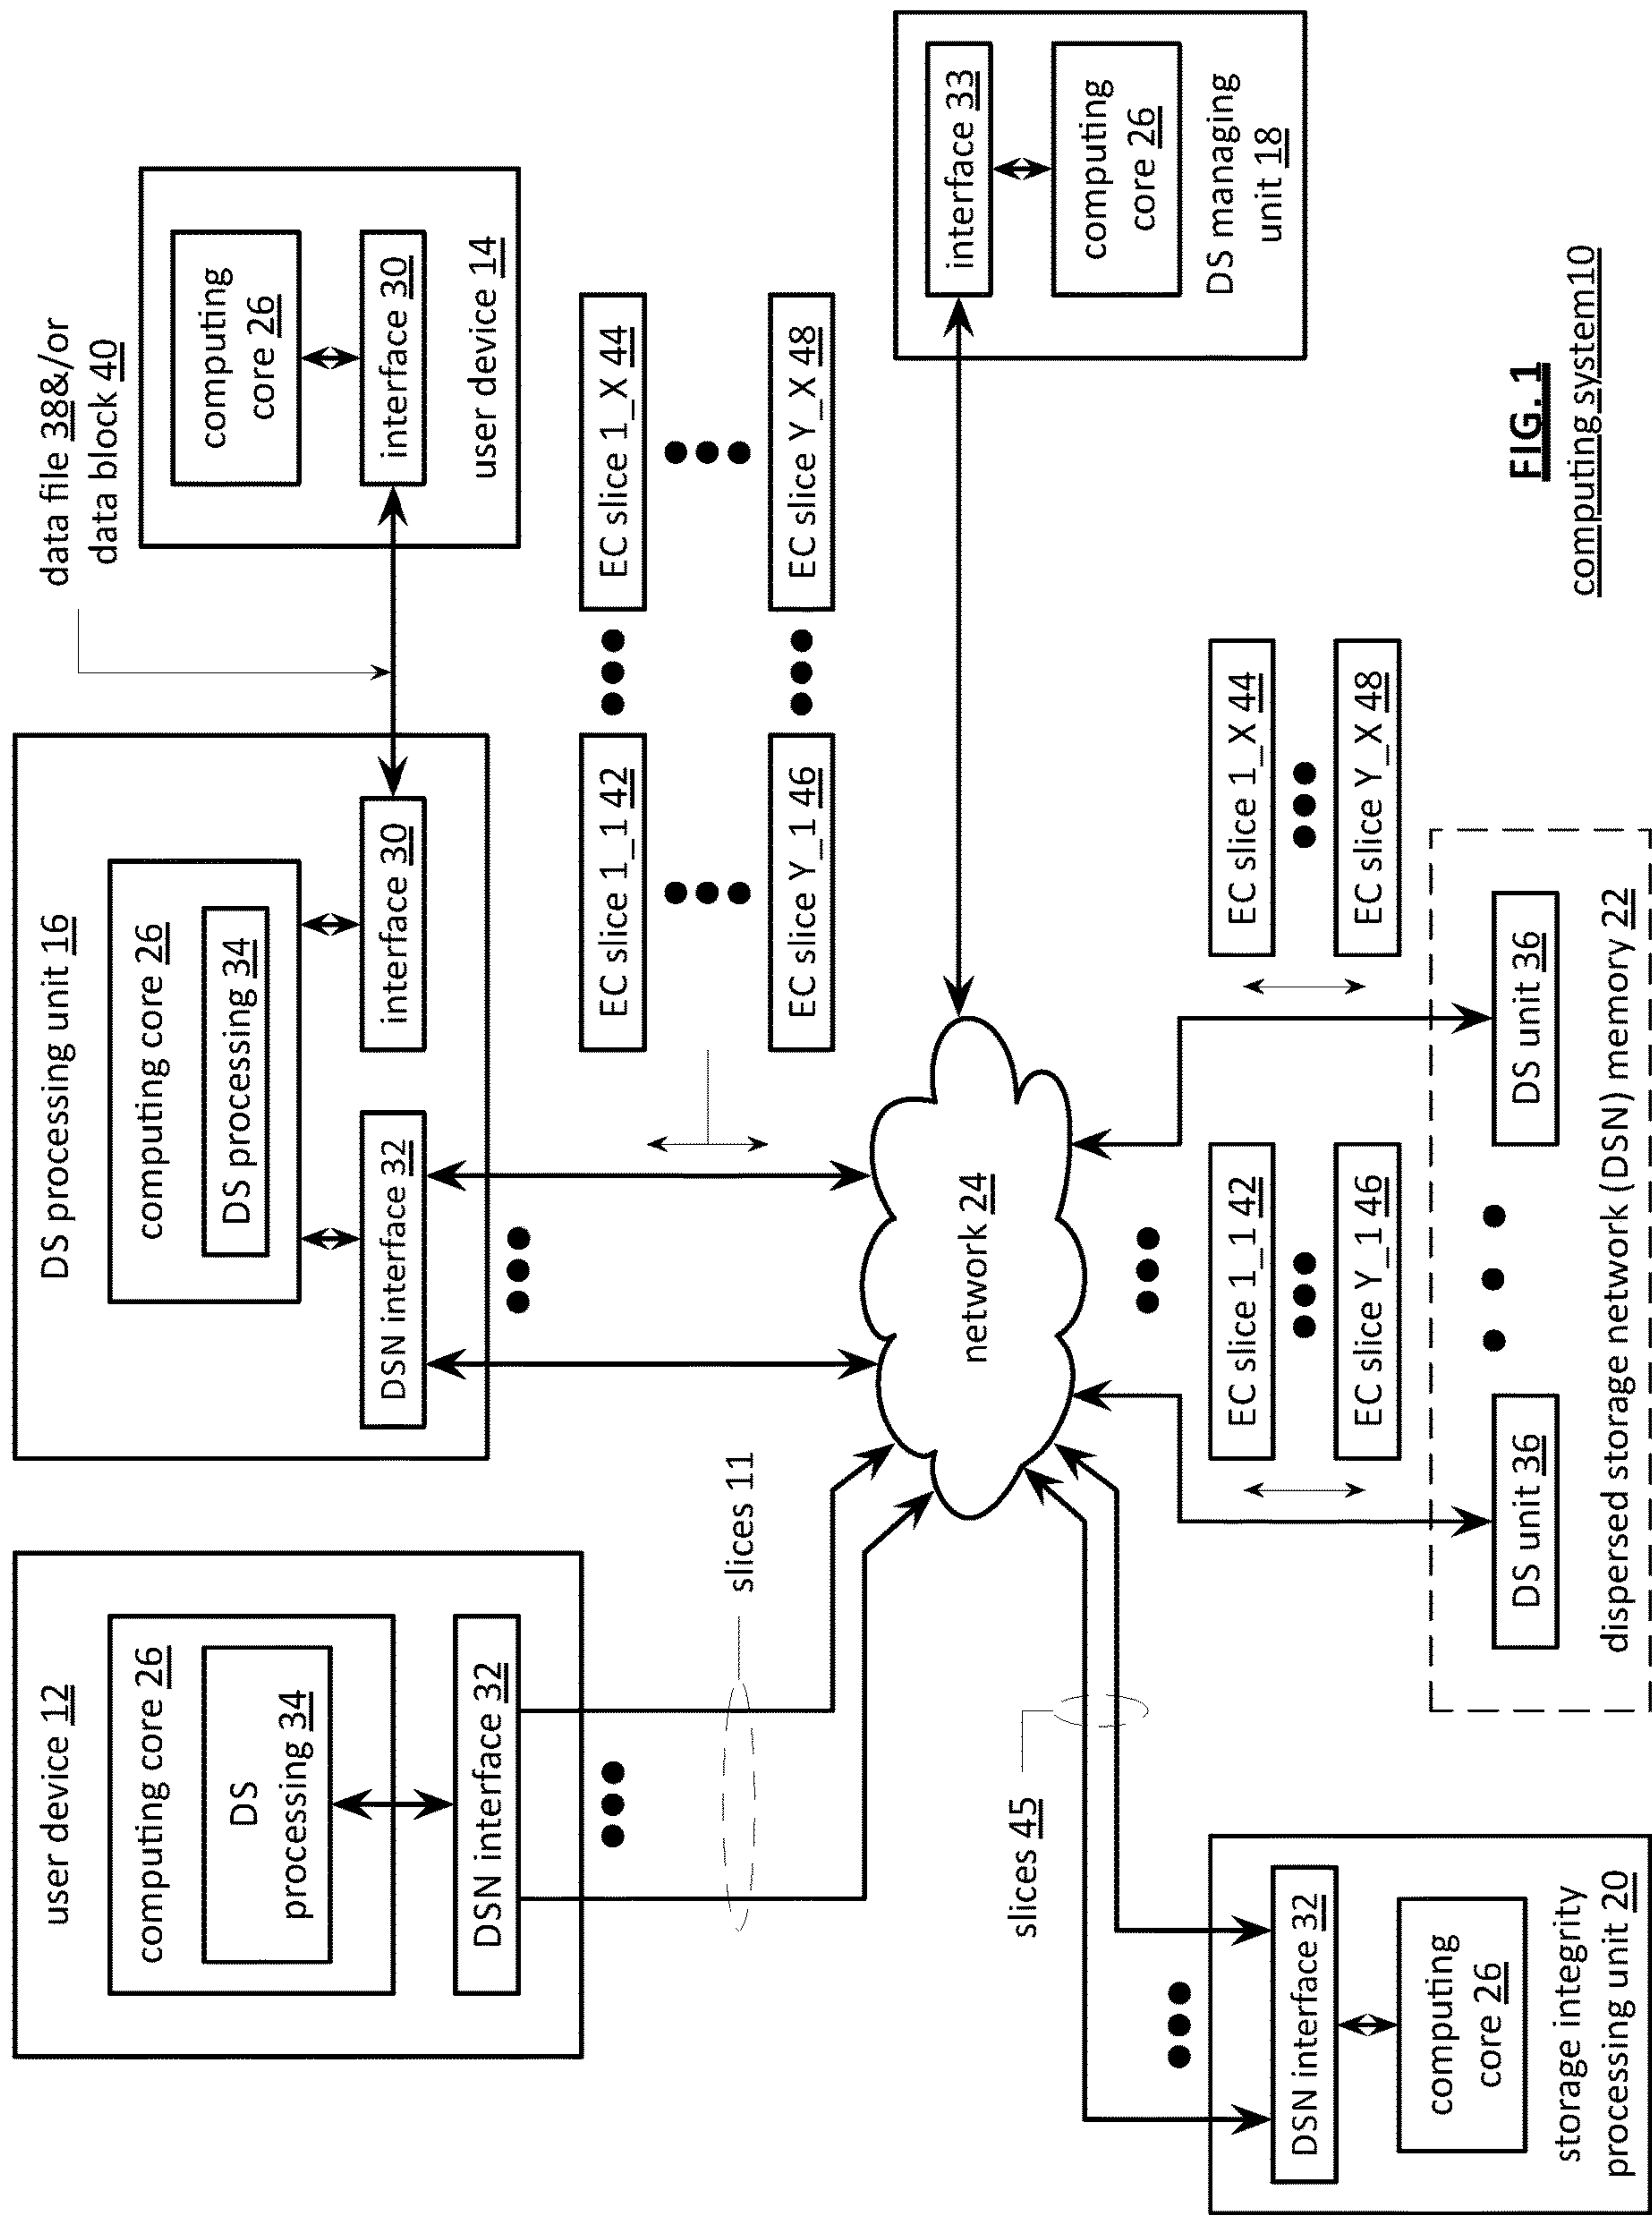 user device 12
computing core 26
DS
processing 34
DSN interface 32
slices 11
DS processing unit 16
computing core 26
DS processing 34
DSN interface 32
interface 30
data file 38&/or
data block 40
computing
core 26
interface 30
user device 14
EC slice 1_1 42
EC slice 1_X 44
EC slice Y_1 46
EC slice Y_X 48
network 24
interface 33
computing
core 26
DS managing
unit 18
slices 45
DSN interface 32
computing
core 26
storage integrity
processing unit 20
EC slice 1_1 42
EC slice Y_1 46
EC slice 1_X 44
EC slice Y_X 48
DS unit 36
DS unit 36
dispersed storage network (DSN) memory 22
FIG. 1
computing system10